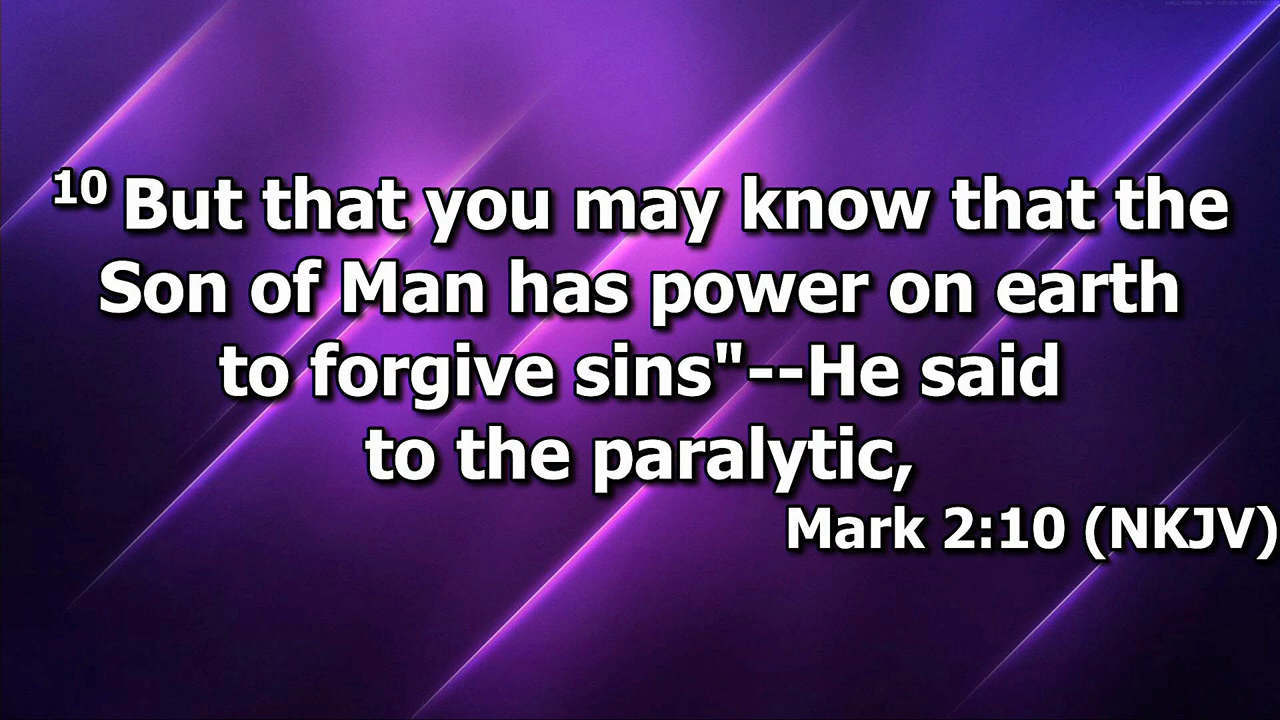 10 But that you may know that the
Son of Man has power on earth
to forgive sins"--He said
to the paralytic,
Mark 2:10 (NKJV)